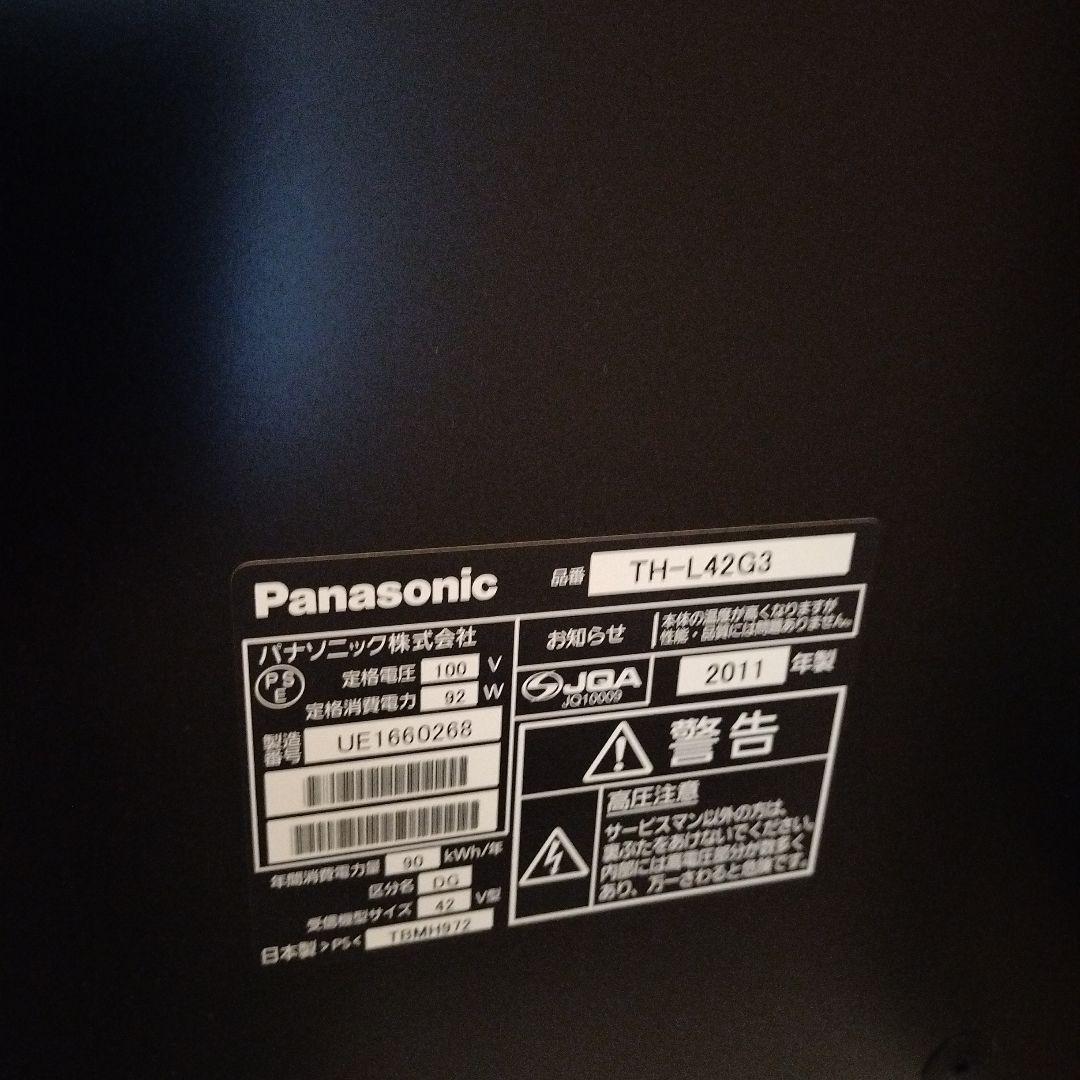 Panasonic
品番 TH-L42G3
パナソニック株式会社
PS
E
定格電圧 100 V
定格消費電力 92 W
製造
番号 UE1660268
年間消費電力量 90 kWh/年
区分名 DG
受信機型サイズ 42 V型
日本製 >PS< TBMH972
お知らせ
本体の温度が高くなりますが
性能・品質には問題ありません。
JQA
JQ10009
2011 年製
警告
高圧注意
サービスマン以外の方は、
裏ぶたをあけないでください。
内部には高電圧部分が数多く
あり、万一さわると危険です。